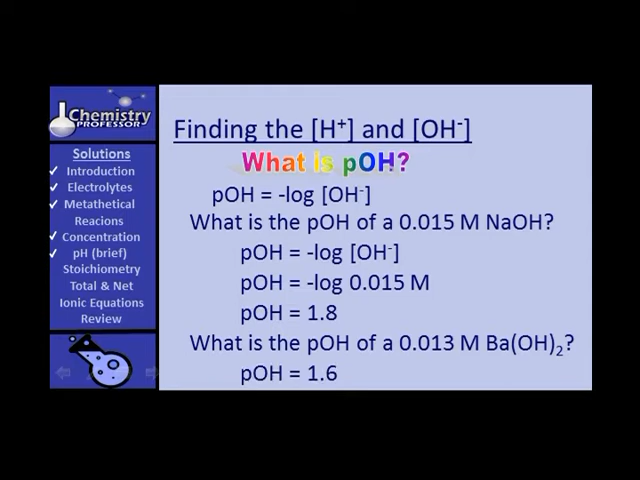 Chemistry
PROFESSOR
Solutions
✓ Introduction
✓ Electrolytes
✓ Metathetical
Reacions
✓ Concentration
✓ pH (brief)
Stoichiometry
Total & Net
Ionic Equations
Review
Finding the [H⁺] and [OH⁻]
What is pOH?
pOH = -log [OH⁻]
What is the pOH of a 0.015 M NaOH?
pOH = -log [OH⁻]
pOH = -log 0.015 M
pOH = 1.8
What is the pOH of a 0.013 M Ba(OH)₂?
pOH = 1.6